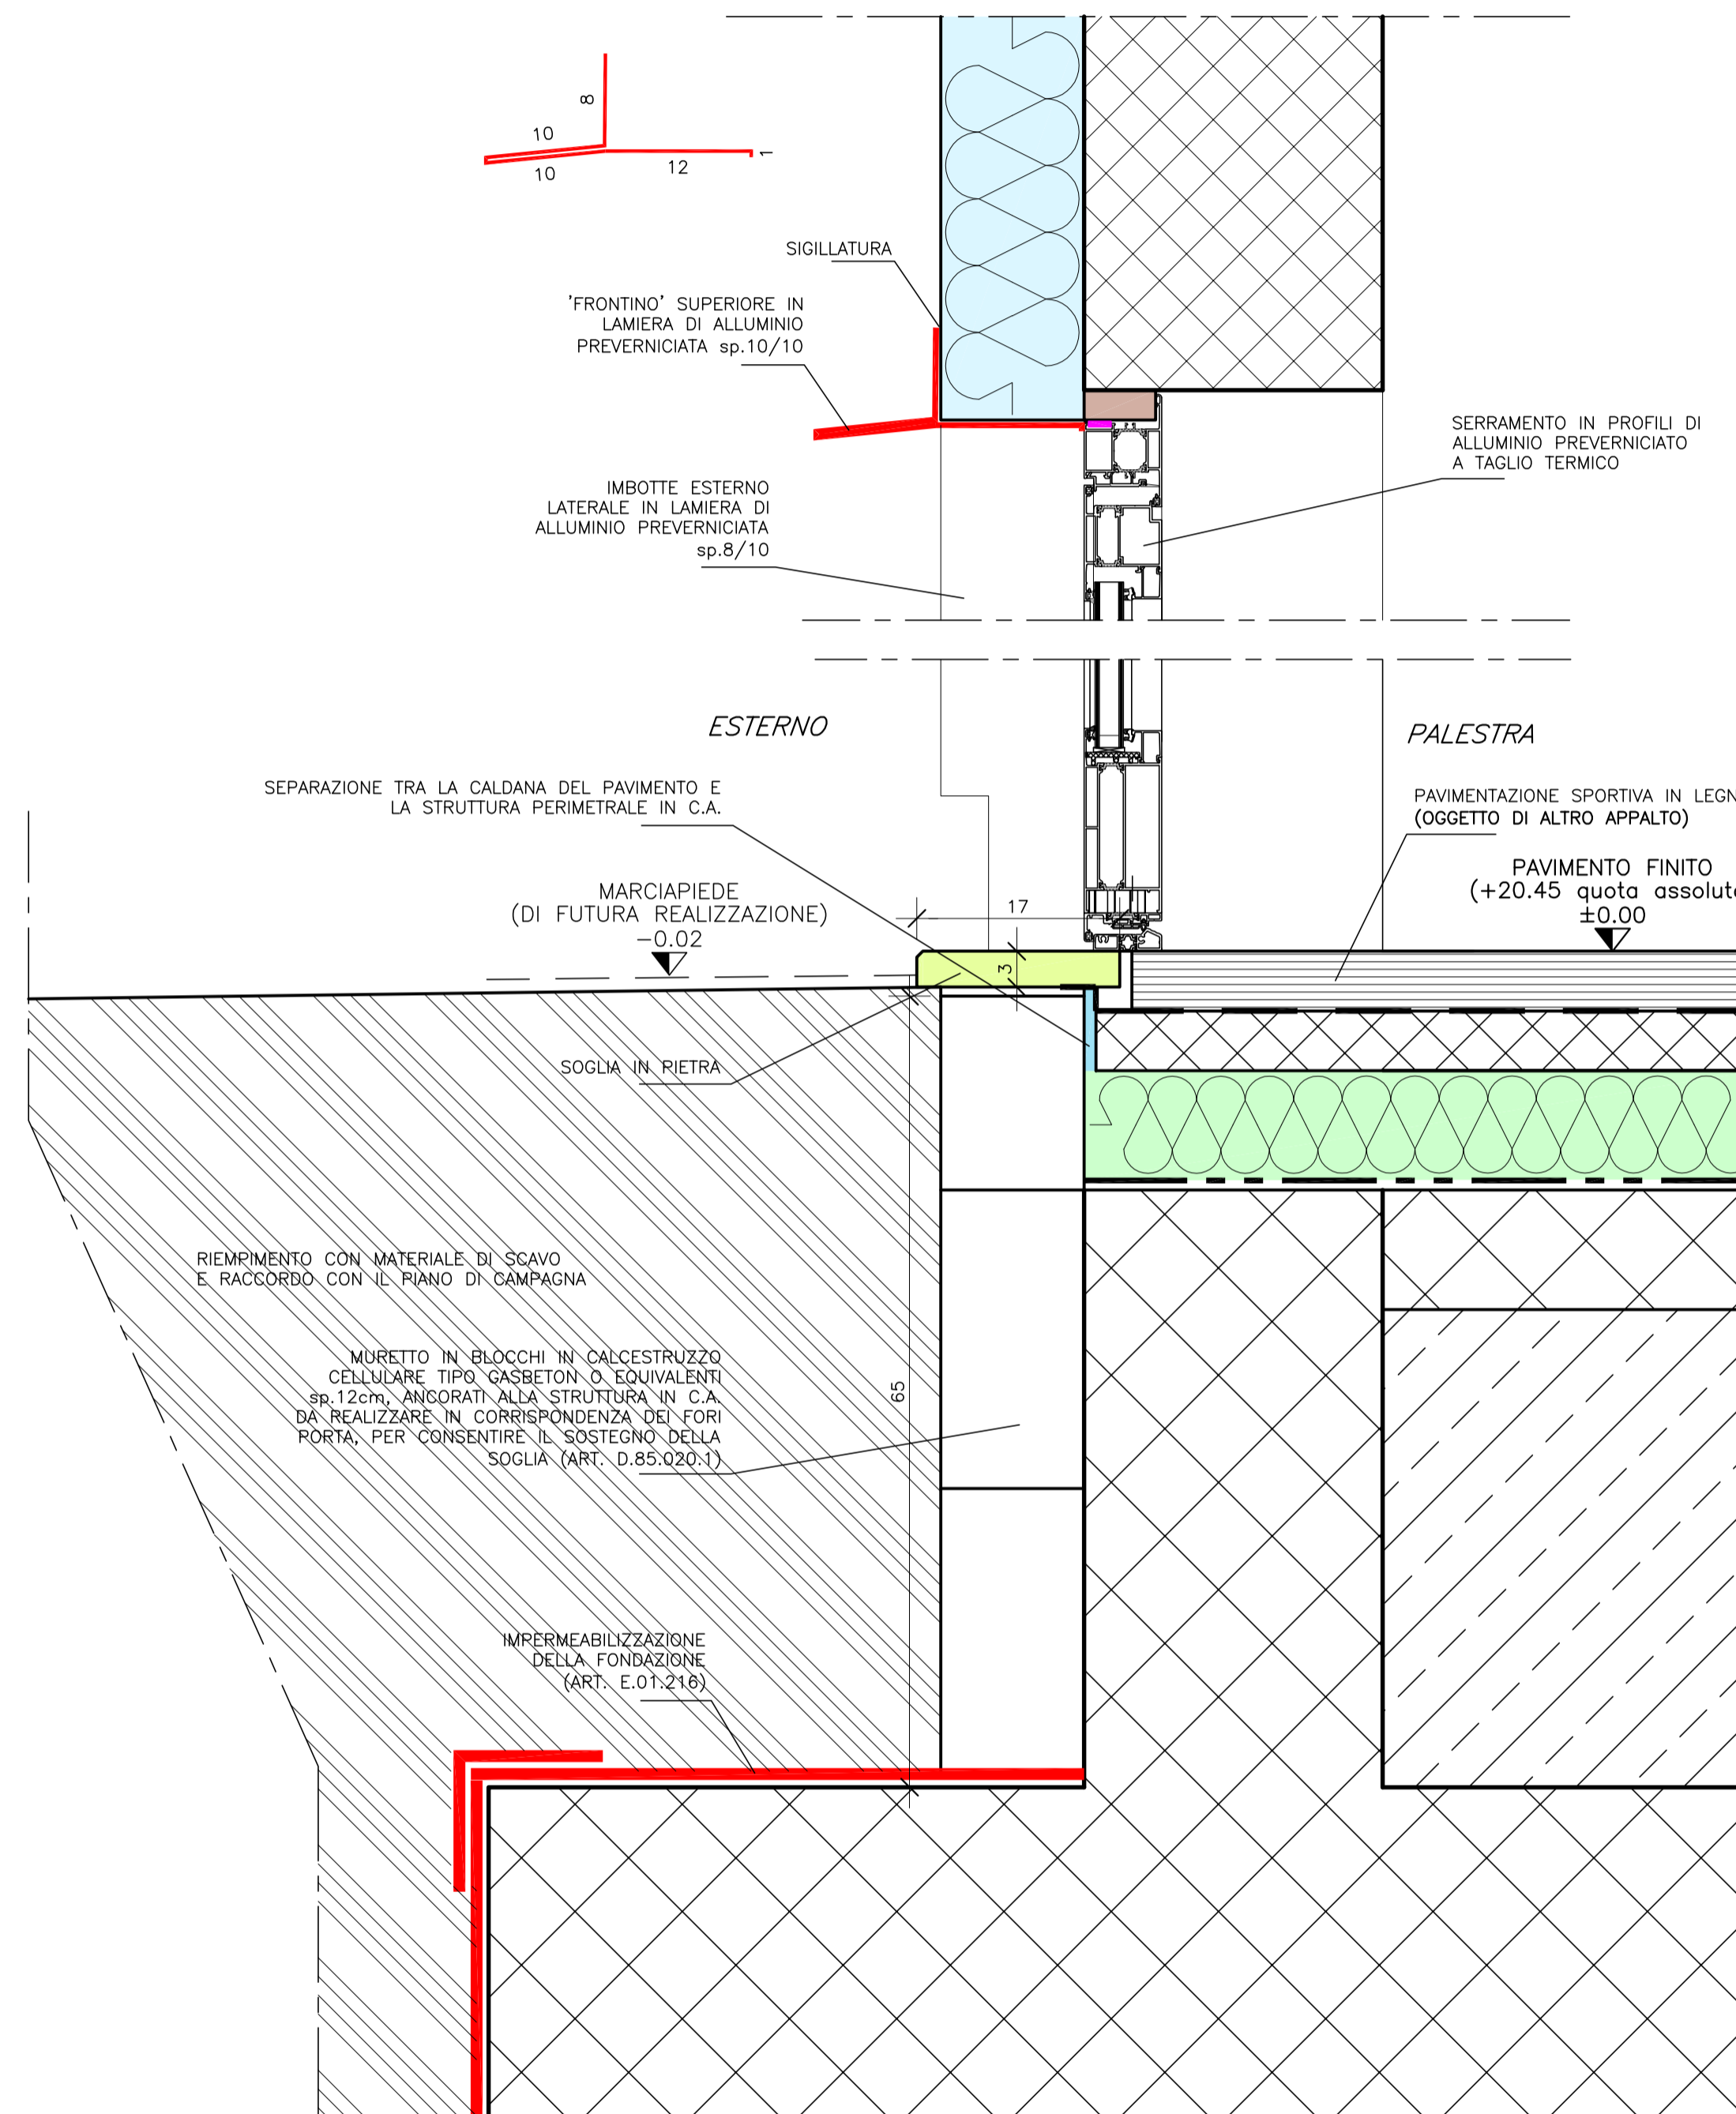 8
10
10
12
1
SIGILLATURA
'FRONTINO' SUPERIORE IN
LAMIERA DI ALLUMINIO
PREVERNICIATA sp.10/10
SERRAMENTO IN PROFILI DI
ALLUMINIO PREVERNICIATO
A TAGLIO TERMICO
IMBOTTE ESTERNO
LATERALE IN LAMIERA DI
ALLUMINIO PREVERNICIATA
sp.8/10
ESTERNO
PALESTRA
SEPARAZIONE TRA LA CALDANA DEL PAVIMENTO E
LA STRUTTURA PERIMETRALE IN C.A.
PAVIMENTAZIONE SPORTIVA IN LEGN
(OGGETTO DI ALTRO APPALTO)
MARCIAPIEDE
(DI FUTURA REALIZZAZIONE)
-0.02
17
PAVIMENTO FINITO
(+20.45 quota assolut
±0.00
3
SOGLIA IN PIETRA
RIEMPIMENTO CON MATERIALE DI SCAVO
E RACCORDO CON IL PIANO DI CAMPAGNA
MURETTO IN BLOCCHI IN CALCESTRUZZO
CELLULARE TIPO GASBETON O EQUIVALENTI
sp.12cm, ANCORATI ALLA STRUTTURA IN C.A.
DA REALIZZARE IN CORRISPONDENZA DEI FORI
PORTA, PER CONSENTIRE IL SOSTEGNO DELLA
SOGLIA (ART. D.85.020.1)
65
IMPERMEABILIZZAZIONE
DELLA FONDAZIONE
(ART. E.01.216)